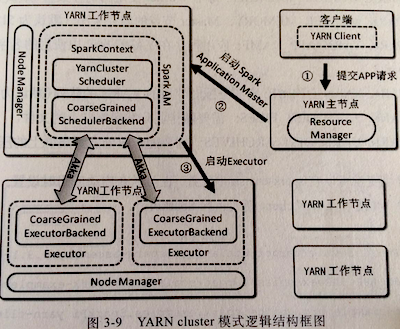 YARN 工作节点
SparkContext
YarnCluster
Scheduler
CoarseGrained
SchedulerBackend
Node Manager
Spark AM
启动 Spark
Application Master
②
客户端
YARN Client
①
提交APP请求
YARN 主节点
Resource
Manager
Akka
Akka
③
启动Executor
YARN工作节点
CoarseGrained
ExecutorBackend
Executor
CoarseGrained
ExecutorBackend
Executor
Node Manager
YARN 工作节点
YARN 工作节点
图 3-9 YARN cluster 模式逻辑结构框图